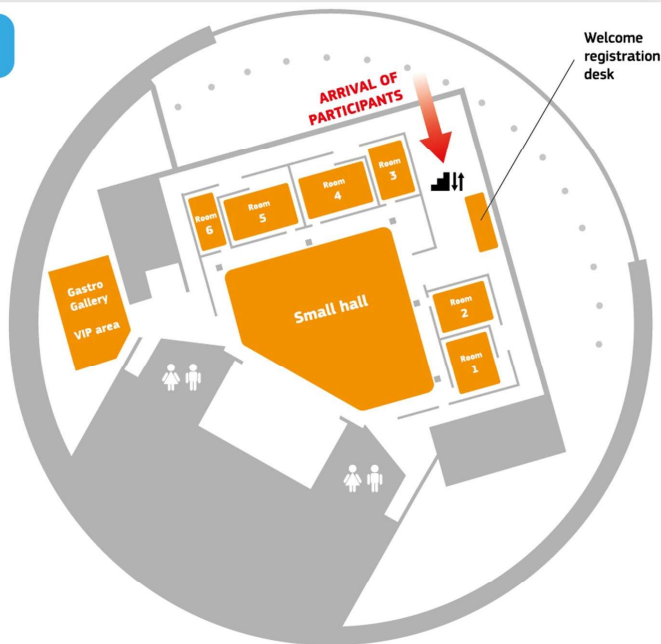 Welcome
registration
desk
ARRIVAL OF
PARTICIPANTS
Room
3
Room
4
Room
5
Room
6
Gastro
Gallery
VIP area
Small hall
Room
2
Room
1